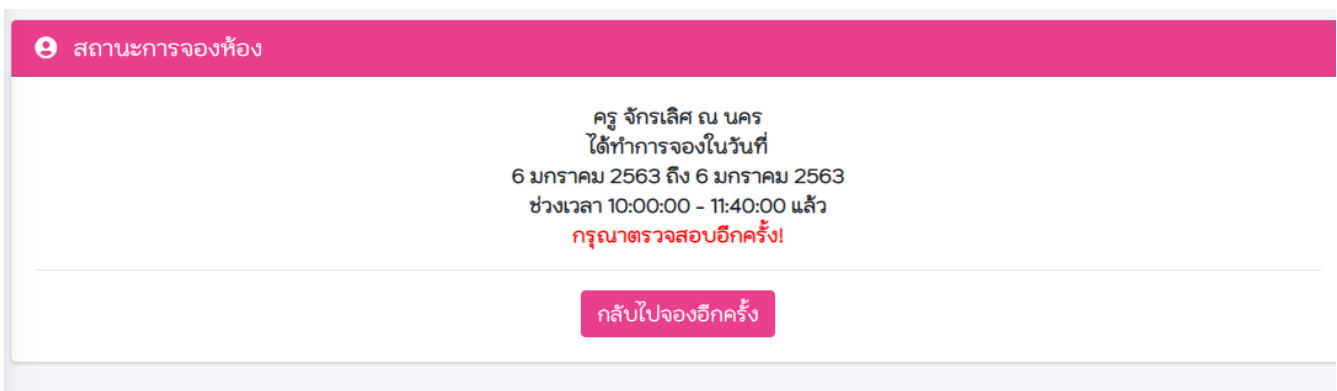 สถานะการจองห้อง
ครู จักรเลิศ ณ นคร
ได้ทำการจองในวันที่
6 มกราคม 2563 ถึง 6 มกราคม 2563
ช่วงเวลา 10:00:00 - 11:40:00 แล้ว
กรุณาตรวจสอบอีกครั้ง!
กลับไปจองอีกครั้ง